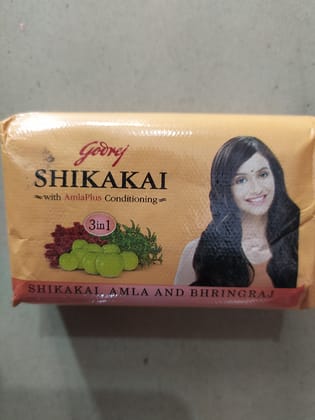 Godrej
SHIKAKAI
with AmlaPlus Conditioning
3in1
SHIKAKAI, AMLA AND BHRINGRAJ